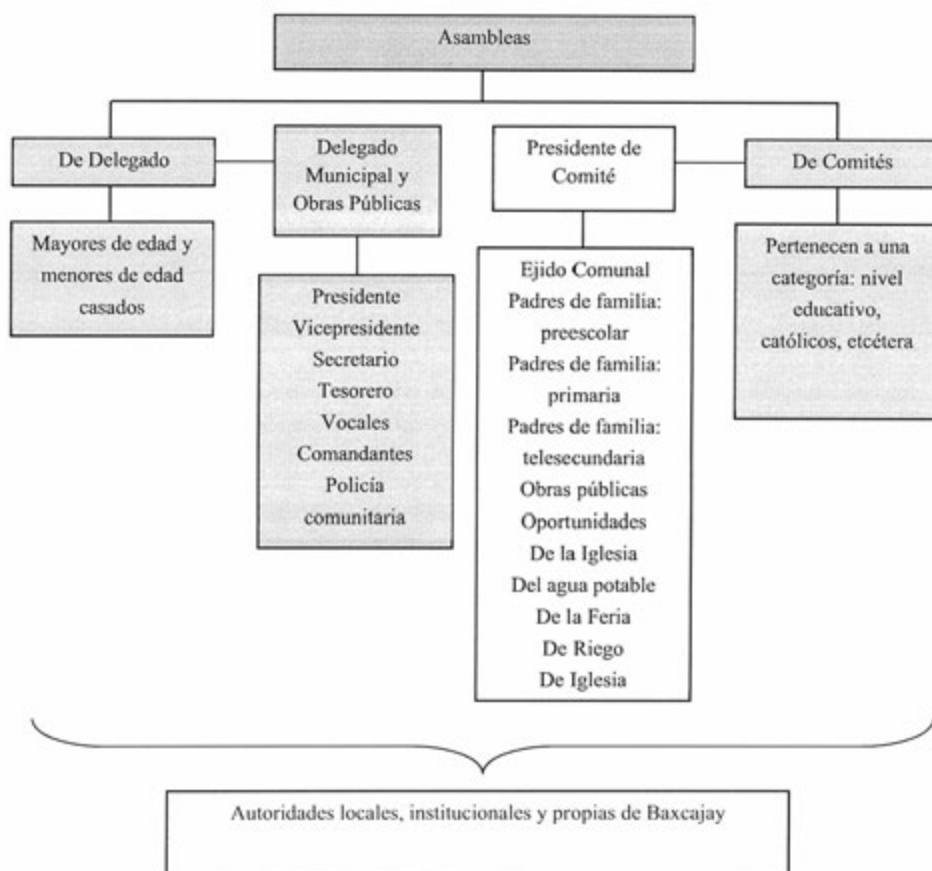 Asambleas
De Delegado
Delegado
Municipal y
Obras Públicas
Presidente de
Comité
De Comités
Mayores de edad y
menores de edad
casados
Presidente
Vicepresidente
Secretario
Tesorero
Vocales
Comandantes
Policía
comunitaria
Ejido Comunal
Padres de familia:
preescolar
Padres de familia:
primaria
Padres de familia:
telesecundaria
Obras públicas
Oportunidades
De la Iglesia
Del agua potable
De la Feria
De Riego
De Iglesia
Pertenecen a una
categoría: nivel
educativo,
católicos, etcétera
Autoridades locales, institucionales y propias de Baxcajay